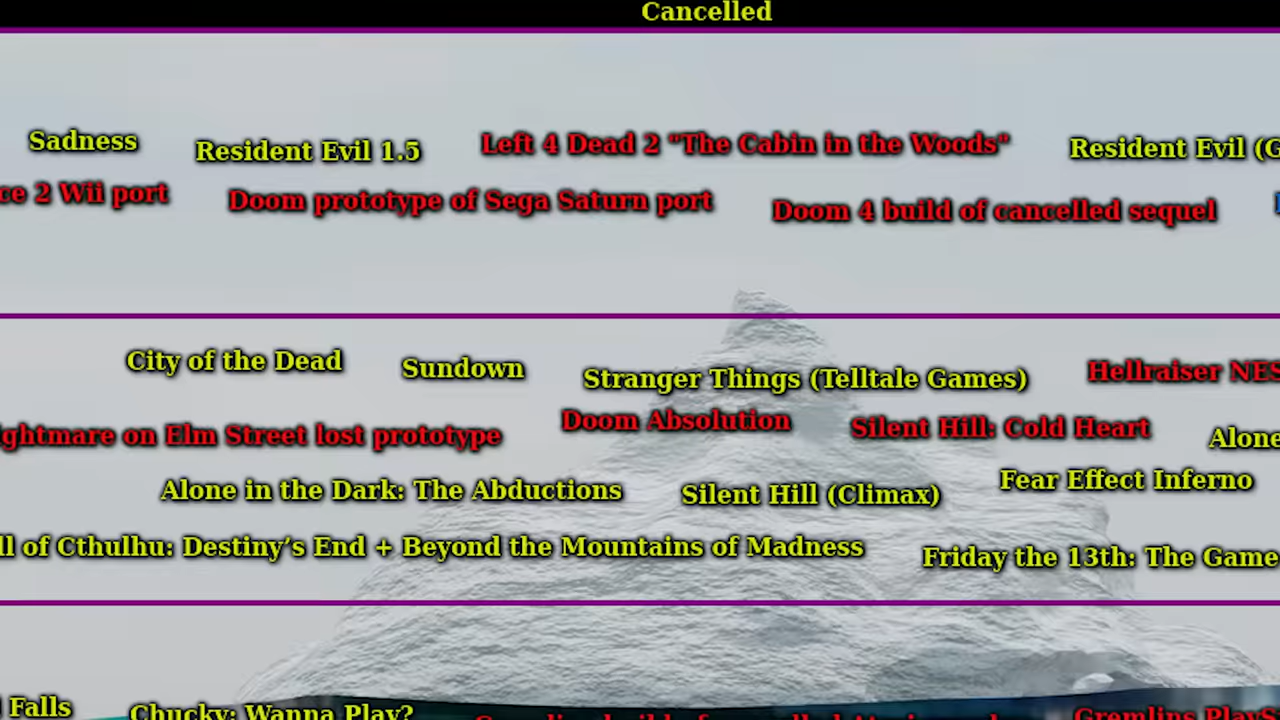 Cancelled
Sadness
Resident Evil 1.5
Left 4 Dead 2 "The Cabin in the Woods"
Resident Evil (G
ce 2 Wii port
Doom prototype of Sega Saturn port
Doom 4 build of cancelled sequel
City of the Dead
Sundown
Stranger Things (Telltale Games)
Hellraiser NES
ghtmare on Elm Street lost prototype
Doom Absolution
Silent Hill: Cold Heart
Alone
Alone in the Dark: The Abductions
Silent Hill (Climax)
Fear Effect Inferno
ll of Cthulhu: Destiny’s End + Beyond the Mountains of Madness
Friday the 13th: The Game
Falls
Chucky: Wanna Play?
Gremlins PlayS